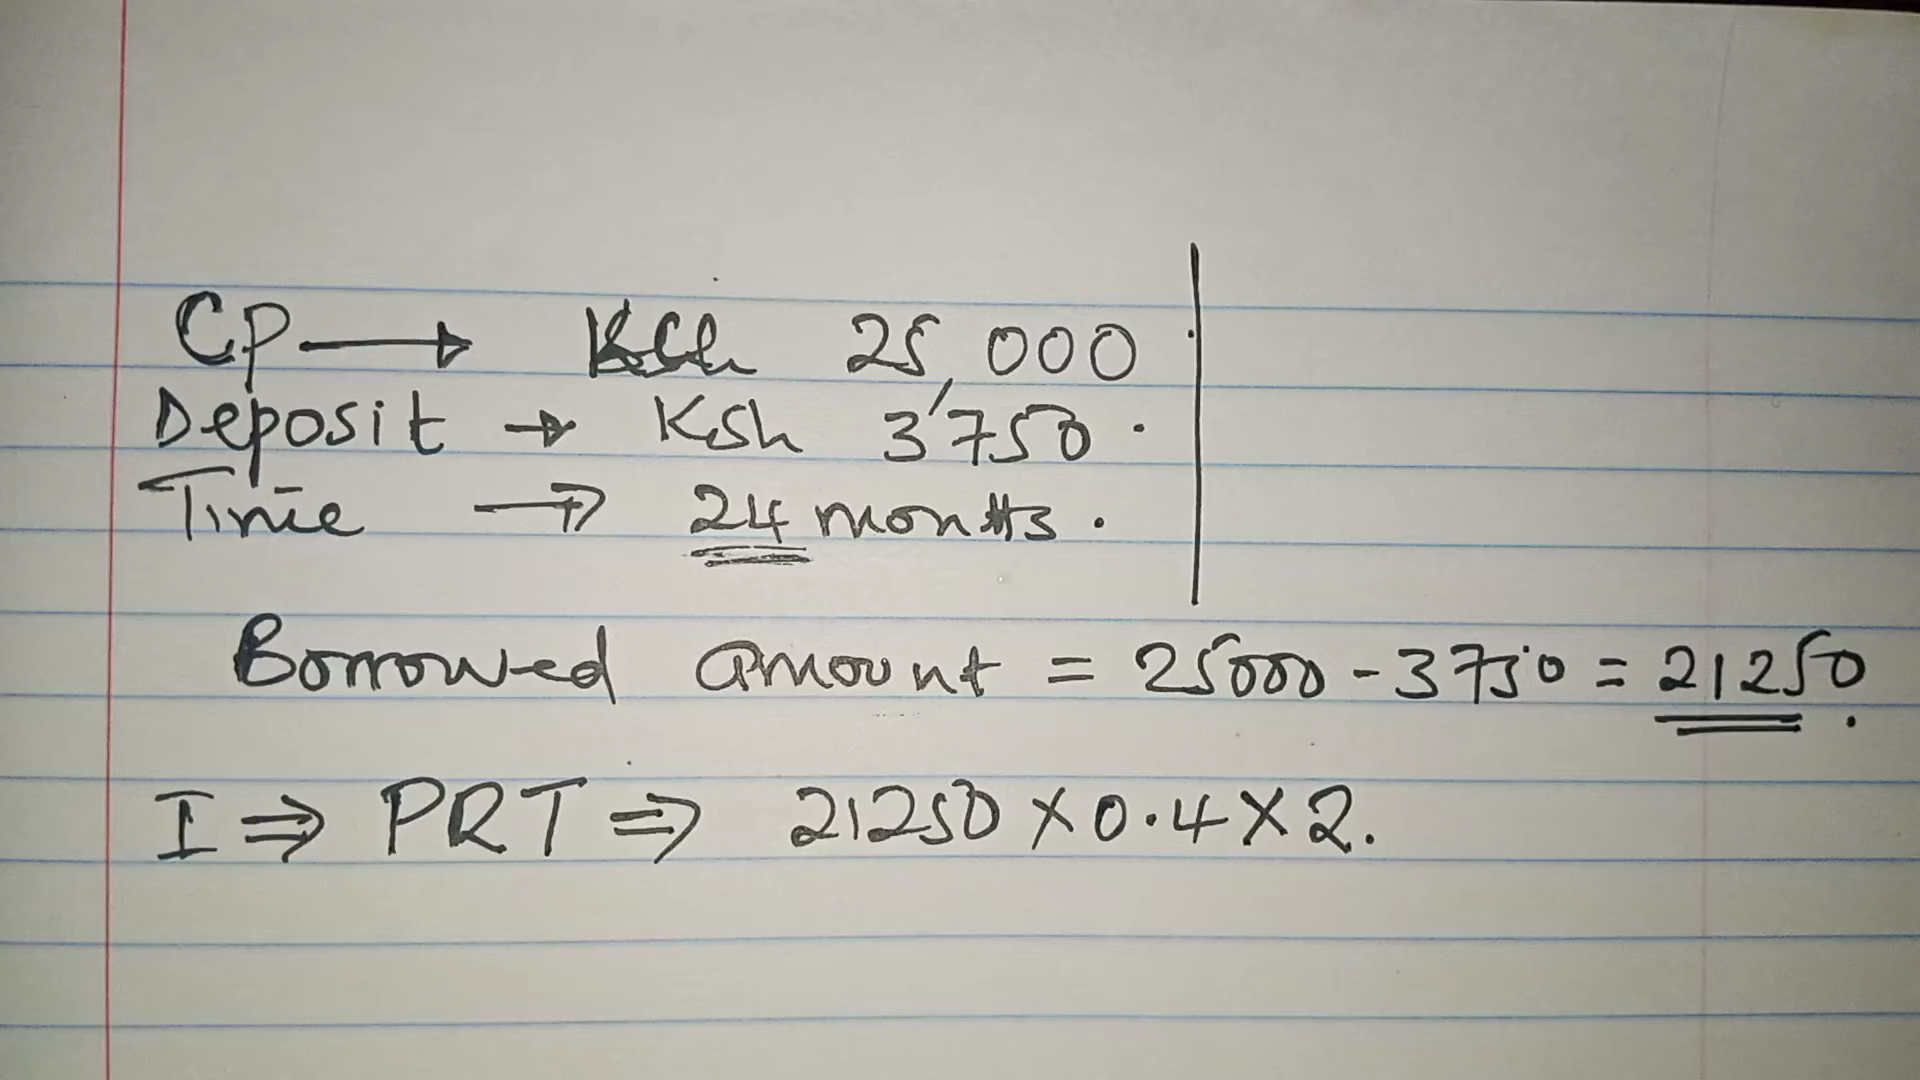 CP → KSh 25,000
Deposit → Ksh 3'750.
Time → 24 months.
Borrowed amount = 25000 - 3750 = 21250.
I ⇒ PRT ⇒ 21250 × 0.4 × 2.